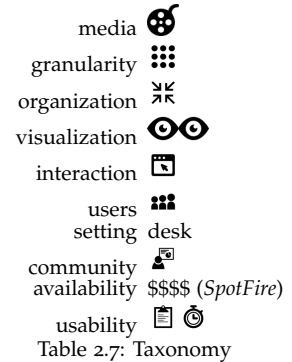 media
granularity
organization
visualization
interaction
users
setting desk
community
availability $$$$ (SpotFire)
usability
Table 2.7: Taxonomy